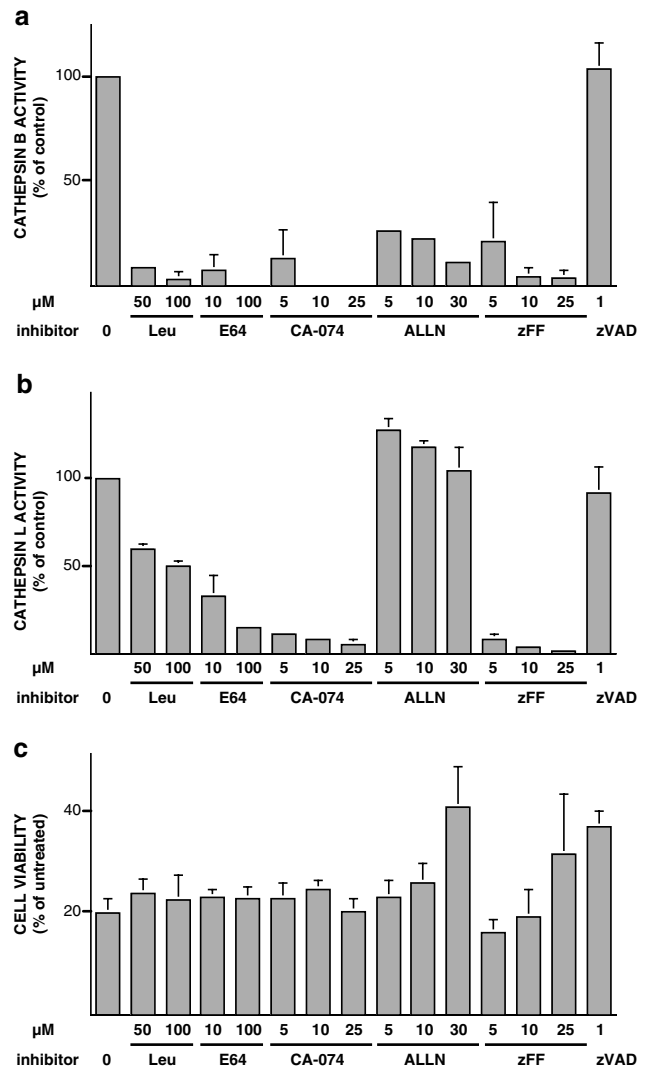 a
CATHEPSIN B ACTIVITY
(% of control)
100
50
µM 50 100 10 100 5 10 25 5 10 30 5 10 25 1
inhibitor 0 Leu E64 CA-074 ALLN zFF zVAD
b
CATHEPSIN L ACTIVITY
(% of control)
100
50
µM 50 100 10 100 5 10 25 5 10 30 5 10 25 1
inhibitor 0 Leu E64 CA-074 ALLN zFF zVAD
c
CELL VIABILITY
(% of untreated)
40
20
µM 50 100 10 100 5 10 25 5 10 30 5 10 25 1
inhibitor 0 Leu E64 CA-074 ALLN zFF zVAD